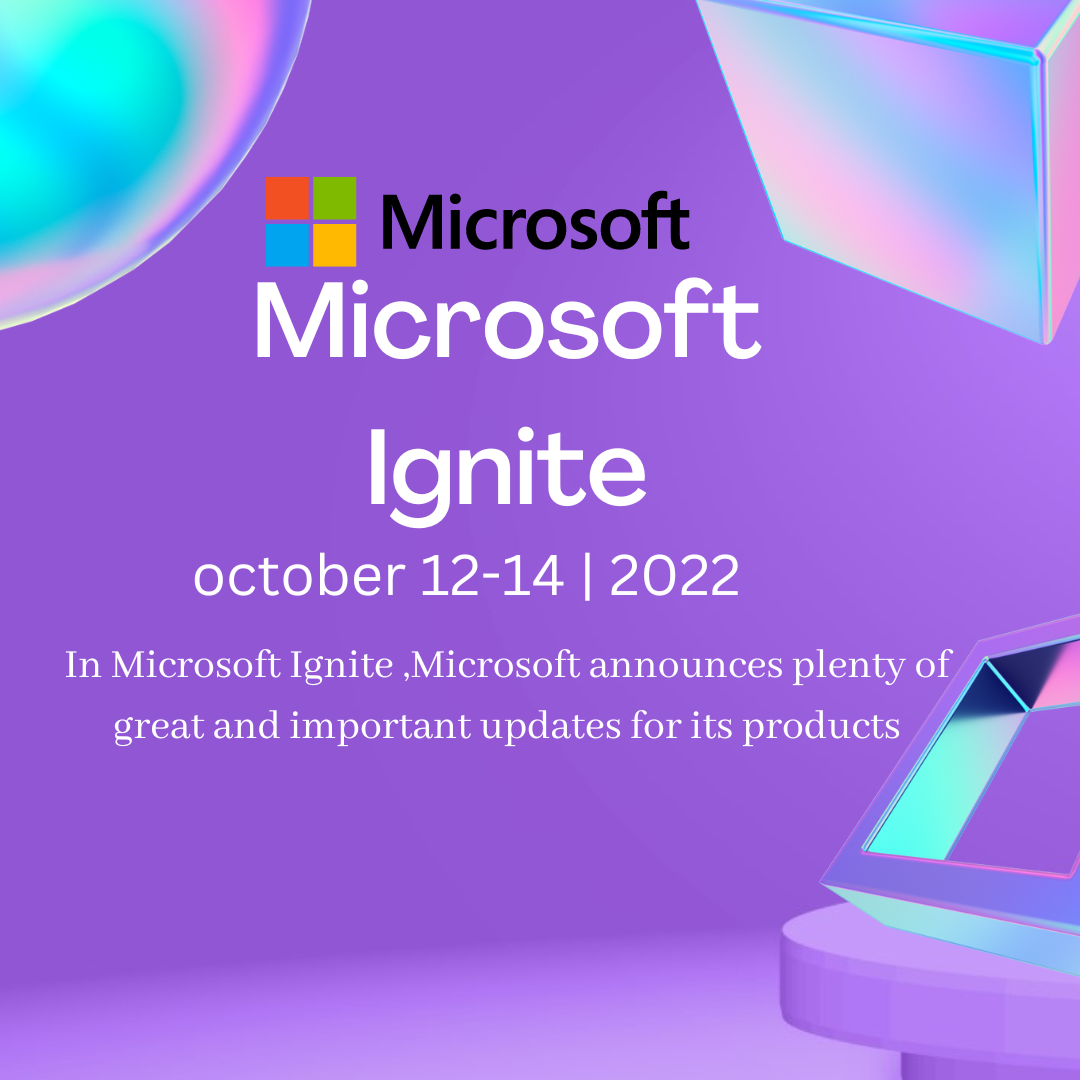 Microsoft
Microsoft
Ignite
october 12-14 | 2022
In Microsoft Ignite ,Microsoft announces plenty of
great and important updates for its products